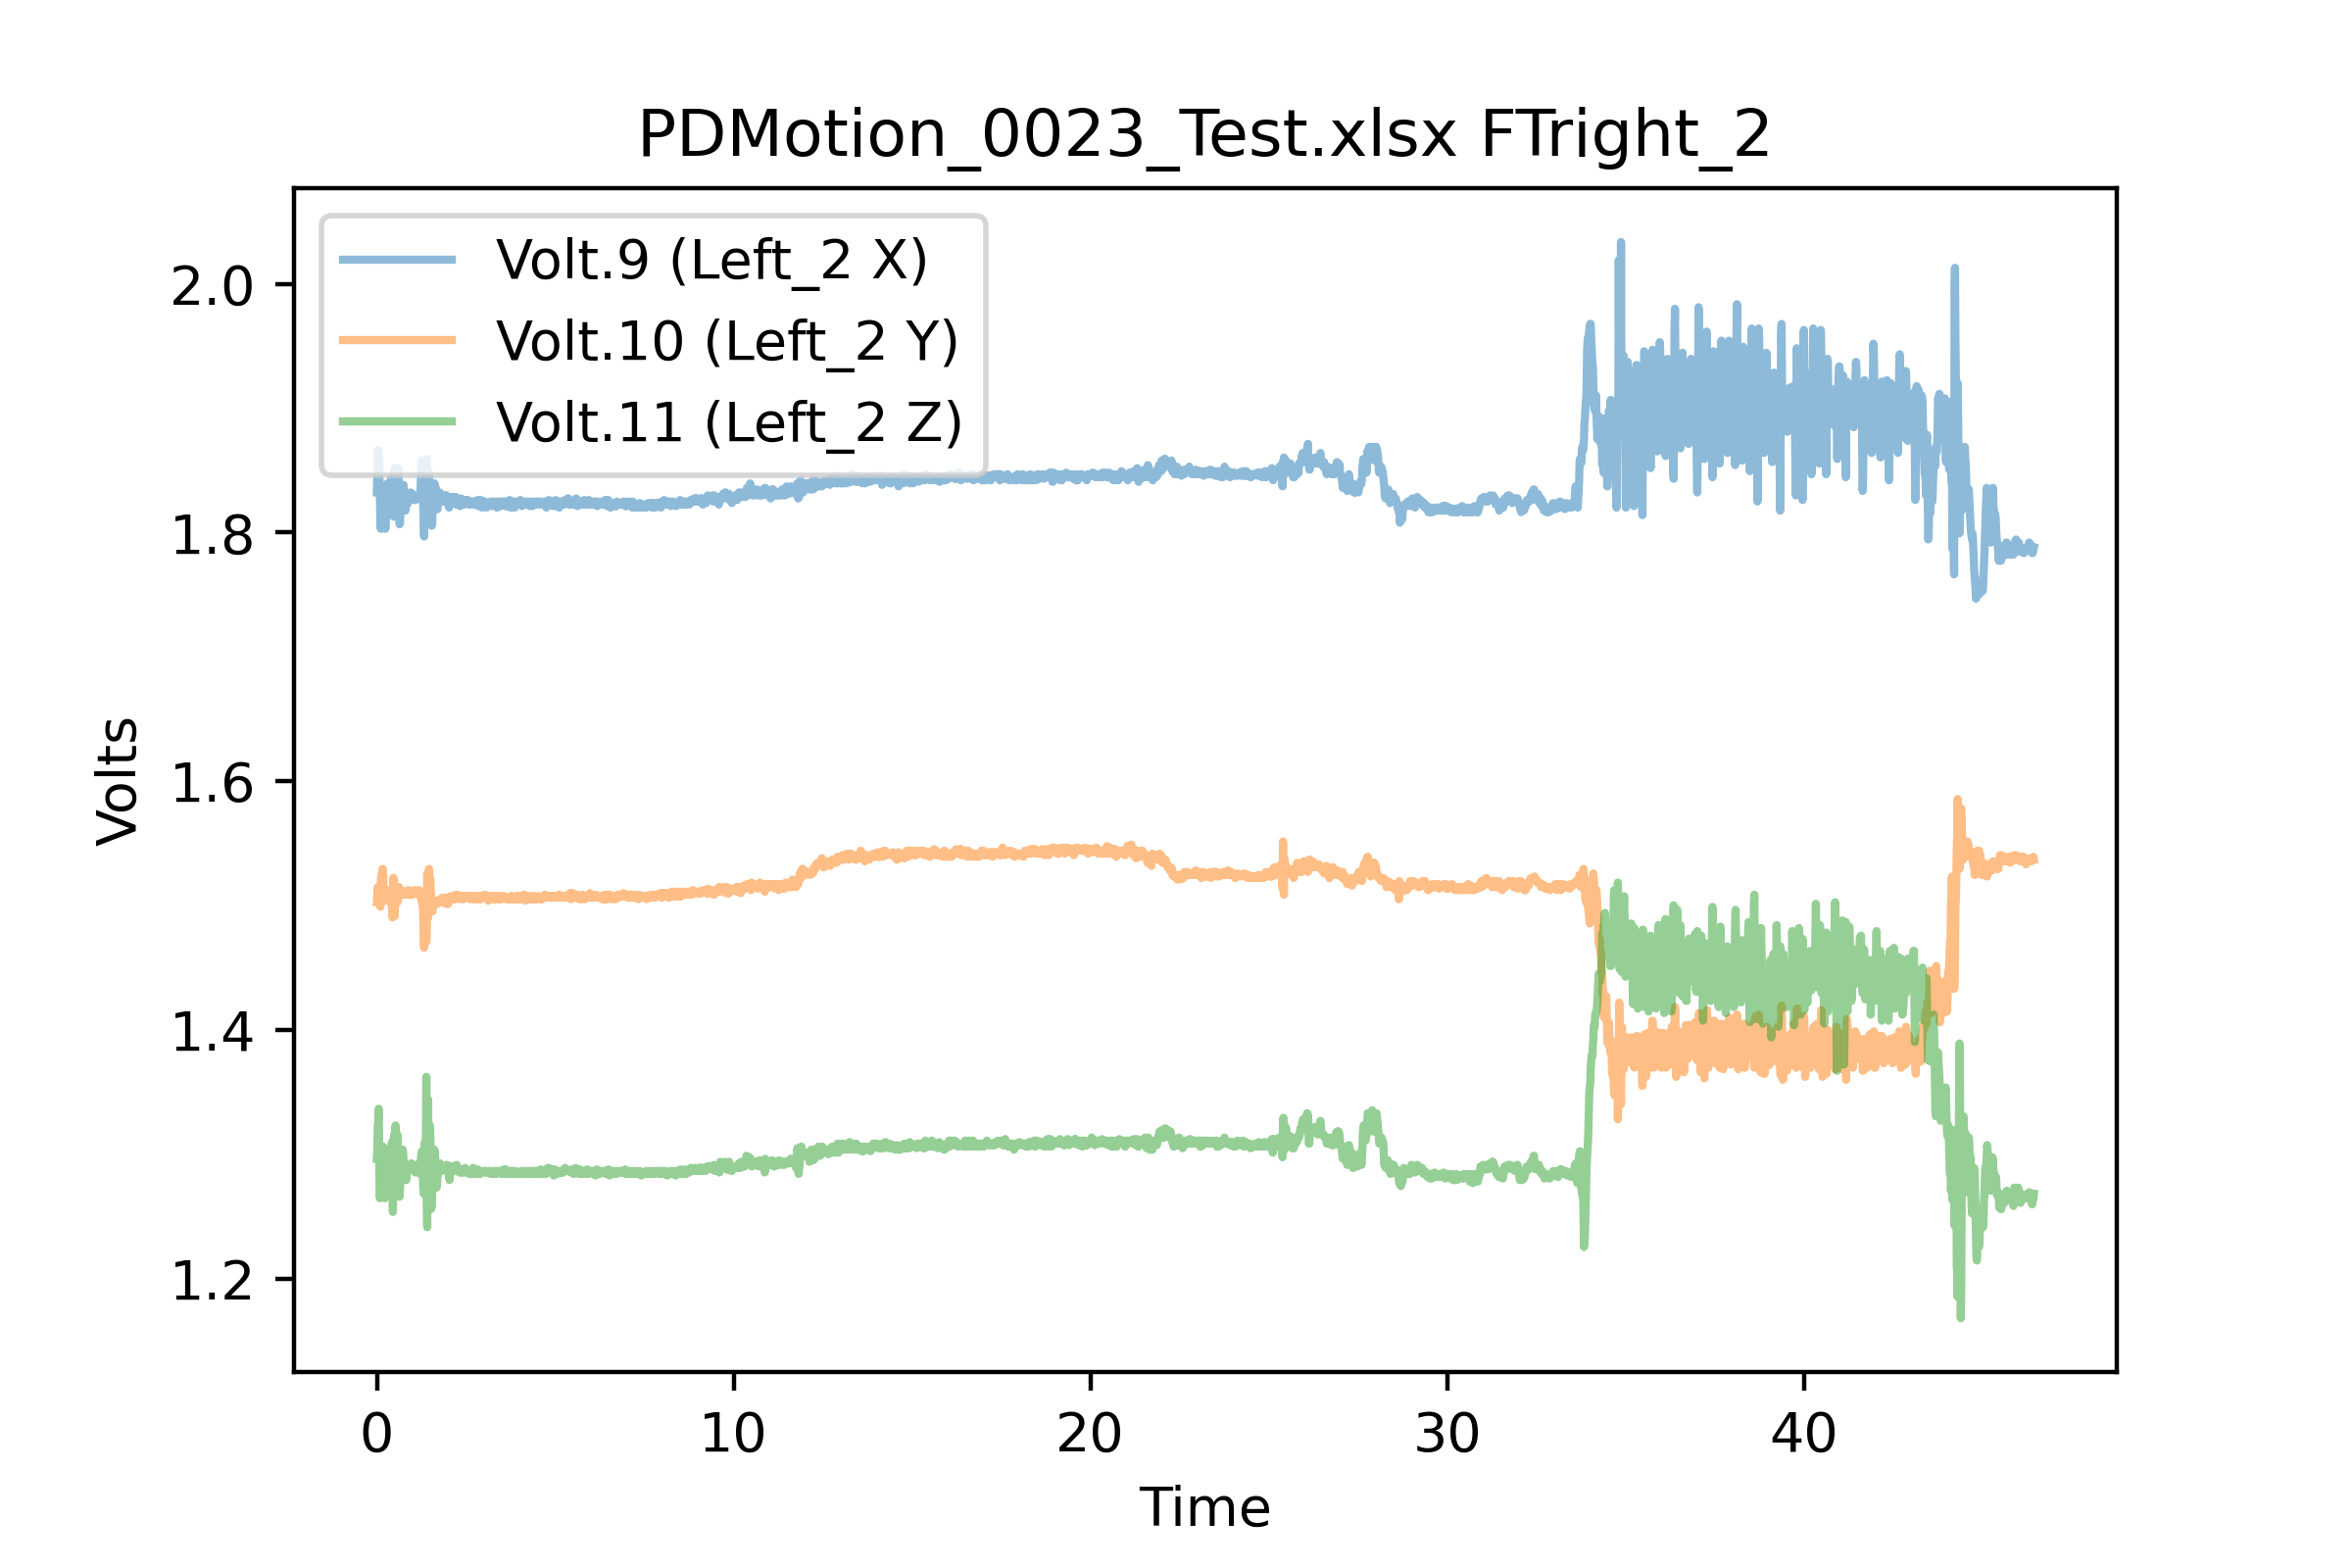 PDMotion_0023_Test.xlsx FTright_2
Volt.9 (Left_2 X)
Volt.10 (Left_2 Y)
Volt.11 (Left_2 Z)
2.0
1.8
1.6
1.4
1.2
Volts
0 10 20 30 40
Time